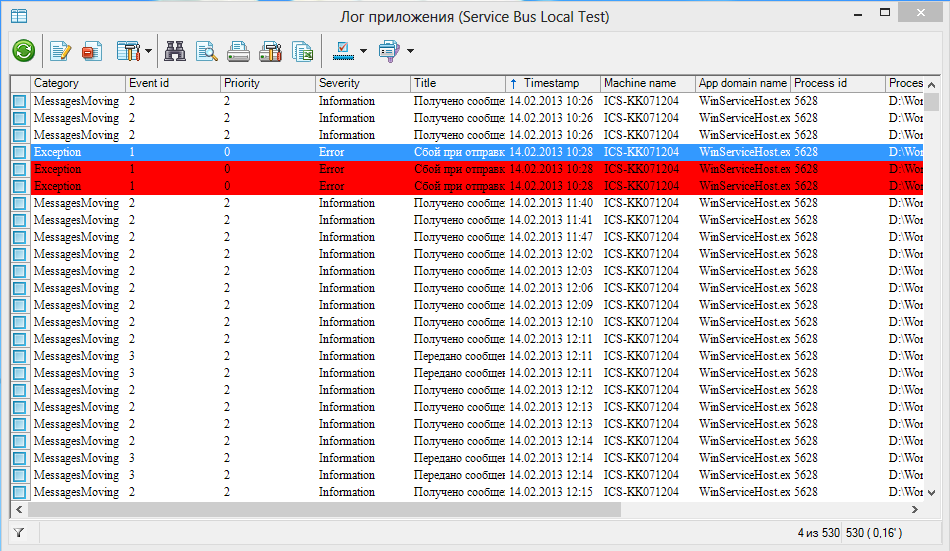 Лог приложения (Service Bus Local Test)
Category Event id Priority Severity Title Timestamp Machine name App domain name Process id Proces
MessagesMoving 2 2 Information Получено сообще: 14.02.2013 10:26 ICS-KK071204 WinServiceHost.ex 5628 D:\Wor
MessagesMoving 2 2 Information Получено сообще: 14.02.2013 10:26 ICS-KK071204 WinServiceHost.ex 5628 D:\Wor
MessagesMoving 2 2 Information Получено сообще: 14.02.2013 10:26 ICS-KK071204 WinServiceHost.ex 5628 D:\Wor
Exception 1 0 Error Сбой при отправк 14.02.2013 10:28 ICS-KK071204 WinServiceHost.ex 5628 D:\Wor
Exception 1 0 Error Сбой при отправк 14.02.2013 10:28 ICS-KK071204 WinServiceHost.ex 5628 D:\Wor
Exception 1 0 Error Сбой при отправк 14.02.2013 10:28 ICS-KK071204 WinServiceHost.ex 5628 D:\Wor
MessagesMoving 2 2 Information Получено сообще: 14.02.2013 11:40 ICS-KK071204 WinServiceHost.ex 5628 D:\Wor
MessagesMoving 2 2 Information Получено сообще: 14.02.2013 11:41 ICS-KK071204 WinServiceHost.ex 5628 D:\Wor
MessagesMoving 2 2 Information Получено сообще: 14.02.2013 11:47 ICS-KK071204 WinServiceHost.ex 5628 D:\Wor
MessagesMoving 2 2 Information Получено сообще: 14.02.2013 12:02 ICS-KK071204 WinServiceHost.ex 5628 D:\Wor
MessagesMoving 2 2 Information Получено сообще: 14.02.2013 12:03 ICS-KK071204 WinServiceHost.ex 5628 D:\Wor
MessagesMoving 2 2 Information Получено сообще: 14.02.2013 12:06 ICS-KK071204 WinServiceHost.ex 5628 D:\Wor
MessagesMoving 2 2 Information Получено сообще: 14.02.2013 12:09 ICS-KK071204 WinServiceHost.ex 5628 D:\Wor
MessagesMoving 2 2 Information Получено сообще: 14.02.2013 12:10 ICS-KK071204 WinServiceHost.ex 5628 D:\Wor
MessagesMoving 2 2 Information Получено сообще: 14.02.2013 12:11 ICS-KK071204 WinServiceHost.ex 5628 D:\Wor
MessagesMoving 3 2 Information Передано сообщен 14.02.2013 12:11 ICS-KK071204 WinServiceHost.ex 5628 D:\Wor
MessagesMoving 3 2 Information Передано сообщен 14.02.2013 12:11 ICS-KK071204 WinServiceHost.ex 5628 D:\Wor
MessagesMoving 2 2 Information Получено сообще: 14.02.2013 12:12 ICS-KK071204 WinServiceHost.ex 5628 D:\Wor
MessagesMoving 2 2 Information Получено сообще: 14.02.2013 12:13 ICS-KK071204 WinServiceHost.ex 5628 D:\Wor
MessagesMoving 2 2 Information Получено сообще: 14.02.2013 12:13 ICS-KK071204 WinServiceHost.ex 5628 D:\Wor
MessagesMoving 2 2 Information Получено сообще: 14.02.2013 12:14 ICS-KK071204 WinServiceHost.ex 5628 D:\Wor
MessagesMoving 3 2 Information Передано сообщен 14.02.2013 12:14 ICS-KK071204 WinServiceHost.ex 5628 D:\Wor
MessagesMoving 3 2 Information Передано сообщен 14.02.2013 12:14 ICS-KK071204 WinServiceHost.ex 5628 D:\Wor
MessagesMoving 2 2 Information Получено сообще: 14.02.2013 12:15 ICS-KK071204 WinServiceHost.ex 5628 D:\Wor
4 из 530 530 ( 0,16' )